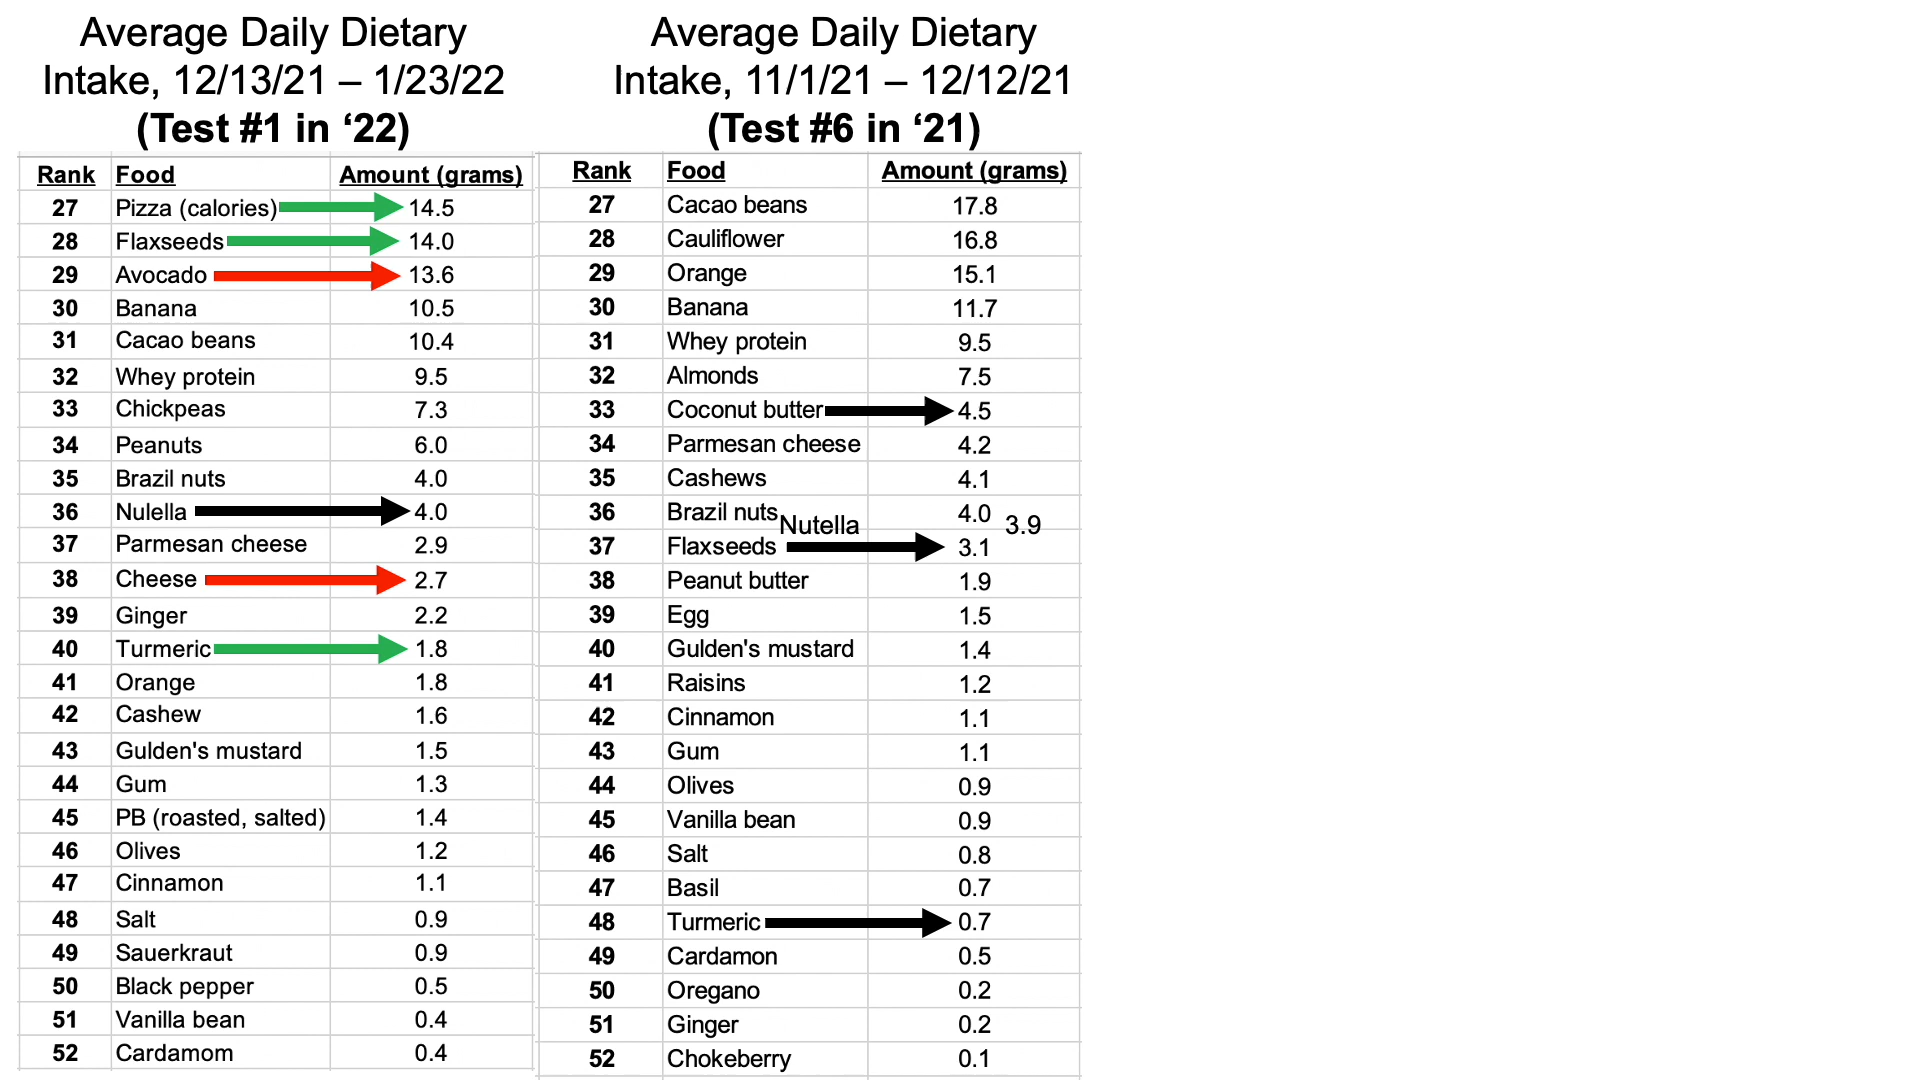 Average Daily Dietary
Intake, 12/13/21 – 1/23/22
(Test #1 in ‘22)
Rank Food Amount (grams)
27 Pizza (calories) 14.5
28 Flaxseeds 14.0
29 Avocado 13.6
30 Banana 10.5
31 Cacao beans 10.4
32 Whey protein 9.5
33 Chickpeas 7.3
34 Peanuts 6.0
35 Brazil nuts 4.0
36 Nulella 4.0
37 Parmesan cheese 2.9
38 Cheese 2.7
39 Ginger 2.2
40 Turmeric 1.8
41 Orange 1.8
42 Cashew 1.6
43 Gulden's mustard 1.5
44 Gum 1.3
45 PB (roasted, salted) 1.4
46 Olives 1.2
47 Cinnamon 1.1
48 Salt 0.9
49 Sauerkraut 0.9
50 Black pepper 0.5
51 Vanilla bean 0.4
52 Cardamom 0.4
Average Daily Dietary
Intake, 11/1/21 – 12/12/21
(Test #6 in ‘21)
Rank Food Amount (grams)
27 Cacao beans 17.8
28 Cauliflower 16.8
29 Orange 15.1
30 Banana 11.7
31 Whey protein 9.5
32 Almonds 7.5
33 Coconut butter 4.5
34 Parmesan cheese 4.2
35 Cashews 4.1
36 Brazil nuts 4.0
Nutella 3.9
37 Flaxseeds 3.1
38 Peanut butter 1.9
39 Egg 1.5
40 Gulden's mustard 1.4
41 Raisins 1.2
42 Cinnamon 1.1
43 Gum 1.1
44 Olives 0.9
45 Vanilla bean 0.9
46 Salt 0.8
47 Basil 0.7
48 Turmeric 0.7
49 Cardamon 0.5
50 Oregano 0.2
51 Ginger 0.2
52 Chokeberry 0.1